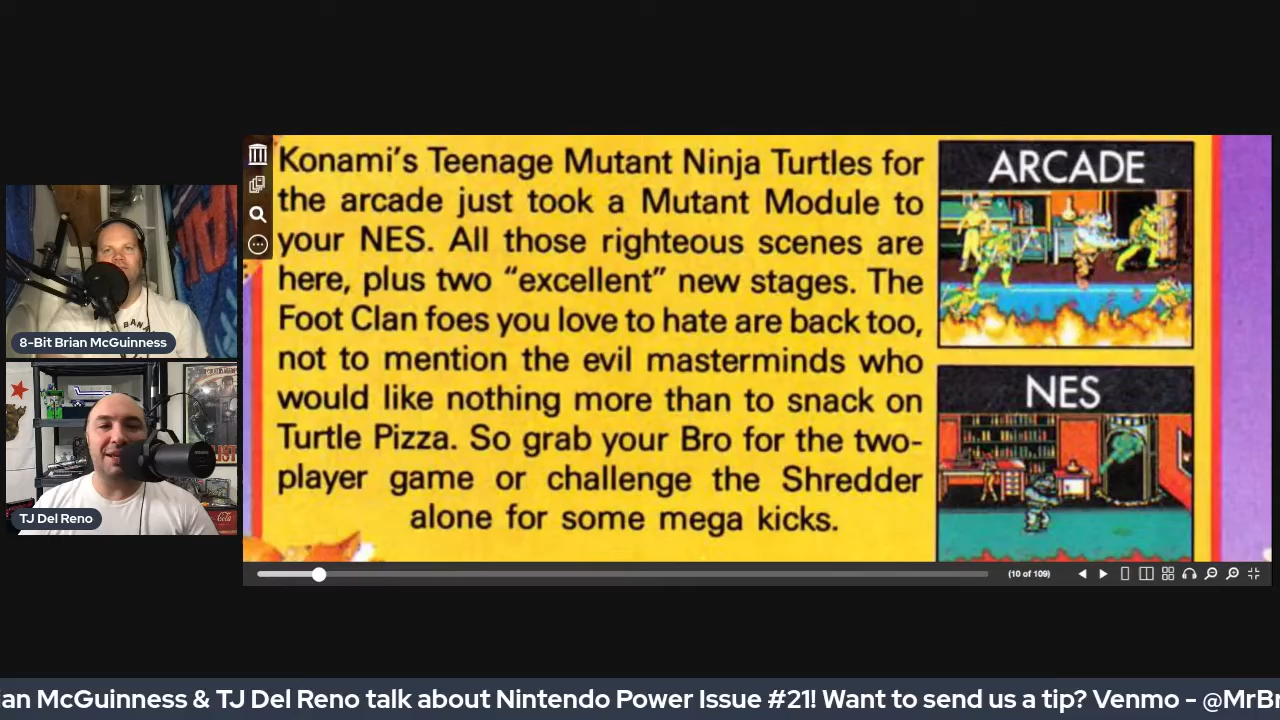 Konami's Teenage Mutant Ninja Turtles for
the arcade just took a Mutant Module to
your NES. All those righteous scenes are
here, plus two “excellent” new stages. The
Foot Clan foes you love to hate are back too,
not to mention the evil masterminds who
would like nothing more than to snack on
Turtle Pizza. So grab your Bro for the two-
player game or challenge the Shredder
alone for some mega kicks.
ARCADE
NES
8-Bit Brian McGuinness
TJ Del Reno
(10 of 109)
ian McGuinness & TJ Del Reno talk about Nintendo Power Issue #21! Want to send us a tip? Venmo - @MrBr